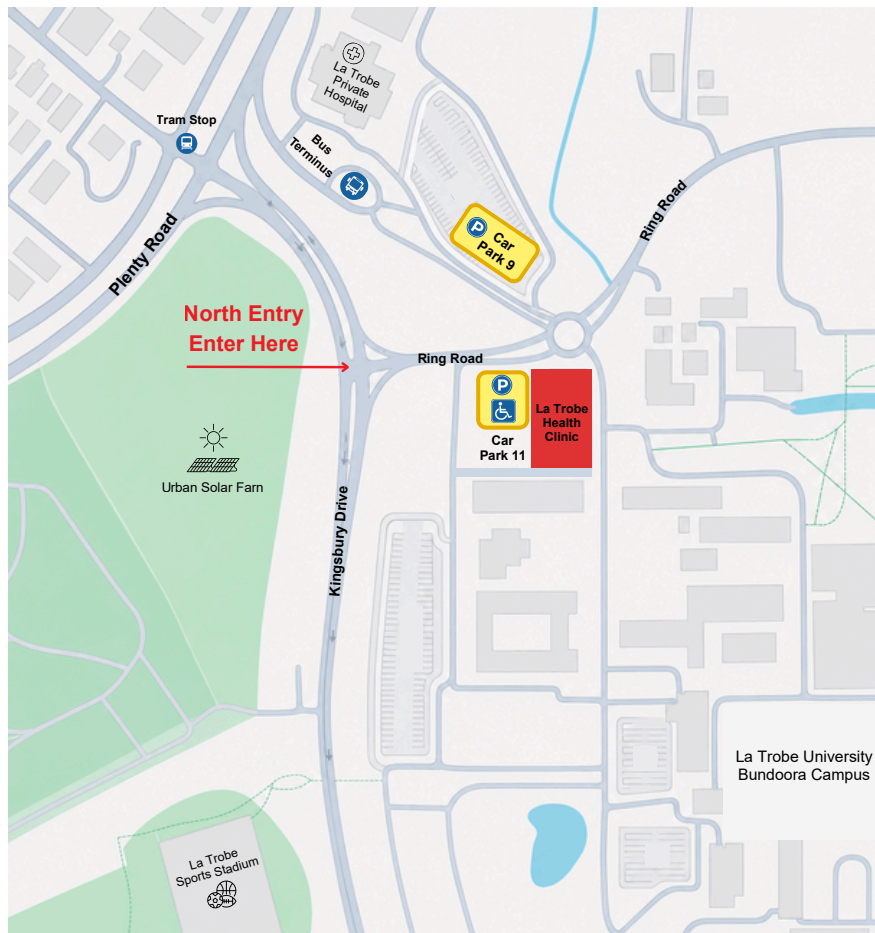 La Trobe
Private
Hospital
Tram Stop
Bus
Terminus
Plenty Road
P
Car
Park 9
Ring Road
North Entry
Enter Here
Ring Road
P
Car
Park 11
La Trobe
Health
Clinic
Urban Solar Farn
Kingsbury Drive
La Trobe University
Bundoora Campus
La Trobe
Sports Stadium